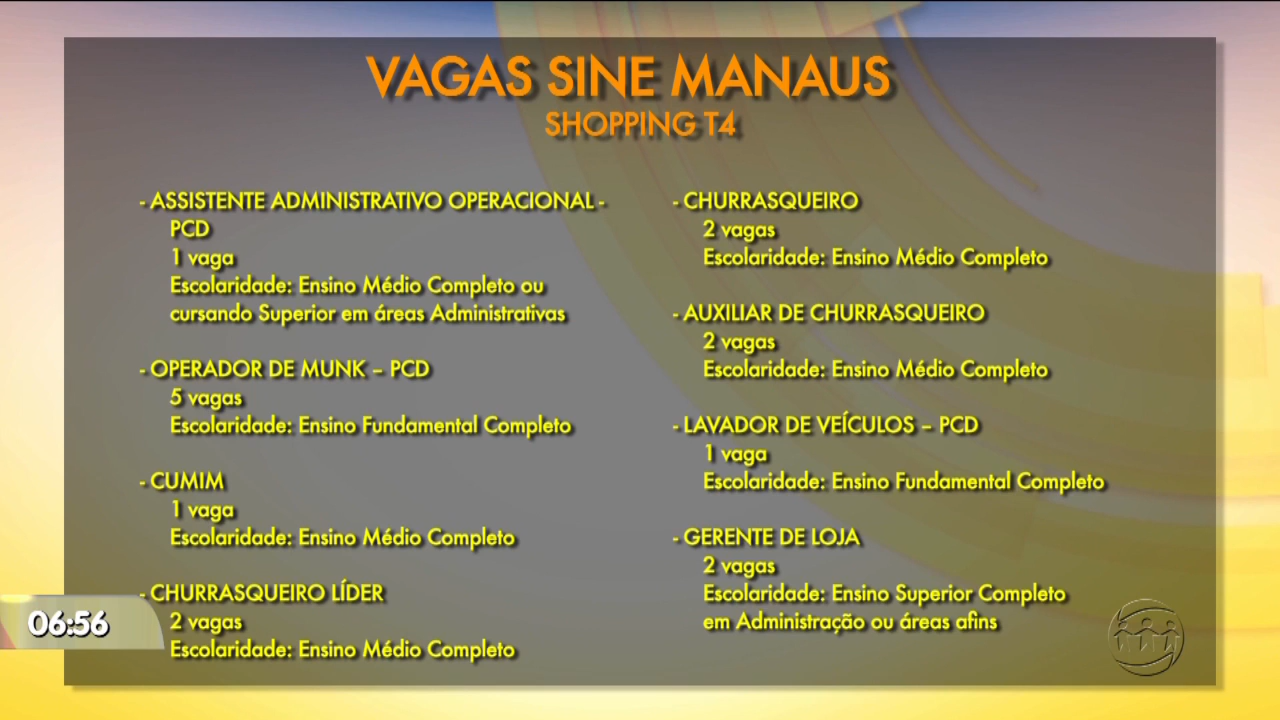 VAGAS SINE MANAUS
SHOPPING T4
- ASSISTENTE ADMINISTRATIVO OPERACIONAL -
PCD
1 vaga
Escolaridade: Ensino Médio Completo ou
cursando Superior em áreas Administrativas
- OPERADOR DE MUNK – PCD
5 vagas
Escolaridade: Ensino Fundamental Completo
- CUMIM
1 vaga
Escolaridade: Ensino Médio Completo
- CHURRASQUEIRO LÍDER
2 vagas
Escolaridade: Ensino Médio Completo
- CHURRASQUEIRO
2 vagas
Escolaridade: Ensino Médio Completo
- AUXILIAR DE CHURRASQUEIRO
2 vagas
Escolaridade: Ensino Médio Completo
- LAVADOR DE VEÍCULOS – PCD
1 vaga
Escolaridade: Ensino Fundamental Completo
- GERENTE DE LOJA
2 vagas
Escolaridade: Ensino Superior Completo
em Administração ou áreas afins
06:56